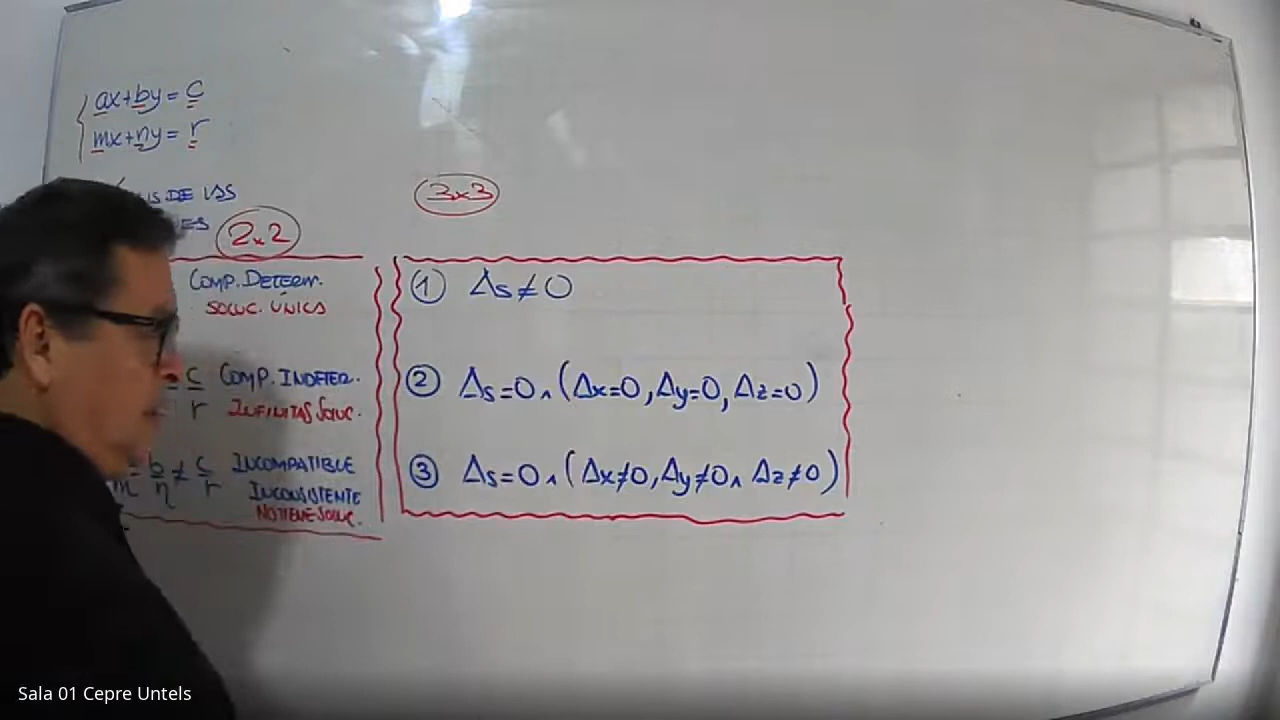 ax+by = c
mx+ny = r
DE LAS
2x2
COMP. DETERM.
SOLUC. UNICA
c COMP. INDETER.
r INFINITAS SOLUC.
= b ≠ c INCOMPATIBLE
m n r INCONSISTENTE
NO TIENE SOLUC.
3x3
① Δs ≠ 0
② Δs=0 ∧ (Δx=0, Δy=0, Δz=0)
③ Δs=0 ∧ (Δx≠0, Δy≠0 ∧ Δz≠0)
Sala 01 Cepre Untels